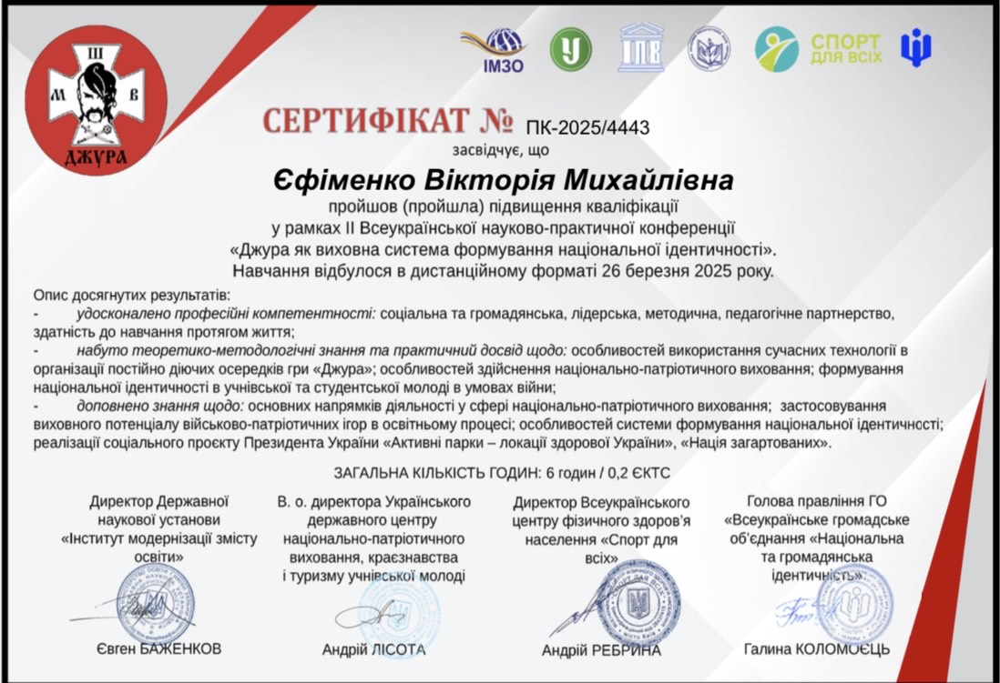 Ш
М В
ДЖУРА
ІМЗО
У
ІПВ
СПОРТ
ДЛЯ ВСІХ
СЕРТИФІКАТ № ПК-2025/4443
засвідчує, що
Єфіменко Вікторія Михайлівна
пройшов (пройшла) підвищення кваліфікації
у рамках ІІ Всеукраїнської науково-практичної конференції
«Джура як виховна система формування національної ідентичності».
Навчання відбулося в дистанційному форматі 26 березня 2025 року.
Опис досягнутих результатів:
- удосконалено професійні компетентності: соціальна та громадянська, лідерська, методична, педагогічне партнерство,
здатність до навчання протягом життя;
- набуто теоретико-методологічні знання та практичний досвід щодо: особливостей використання сучасних технології в
організації постійно діючих осередків гри «Джура»; особливостей здійснення національно-патріотичного виховання; формування
національної ідентичності в учнівської та студентської молоді в умовах війни;
- доповнено знання щодо: основних напрямків діяльності у сфері національно-патріотичного виховання; застосовування
виховного потенціалу військово-патріотичних ігор в освітньому процесі; особливостей системи формування національної ідентичності;
реалізації соціального проєкту Президента України «Активні парки – локації здорової України», «Нація загартованих».
ЗАГАЛЬНА КІЛЬКІСТЬ ГОДИН: 6 годин / 0,2 ЄКТС
Директор Державної
наукової установи
«Інститут модернізації змісту
освіти»
Євген БАЖЕНКОВ
В. о. директора Українського
державного центру
національно-патріотичного
виховання, краєзнавства
і туризму учнівської молоді
Андрій ЛІСОТА
Директор Всеукраїнського
центру фізичного здоров'я
населення «Спорт для
всіх»
Андрій РЕБРИНА
Голова правління ГО
«Всеукраїнське громадське
об'єднання «Національна
та громадянська
ідентичність»
Галина КОЛОМОЄЦЬ